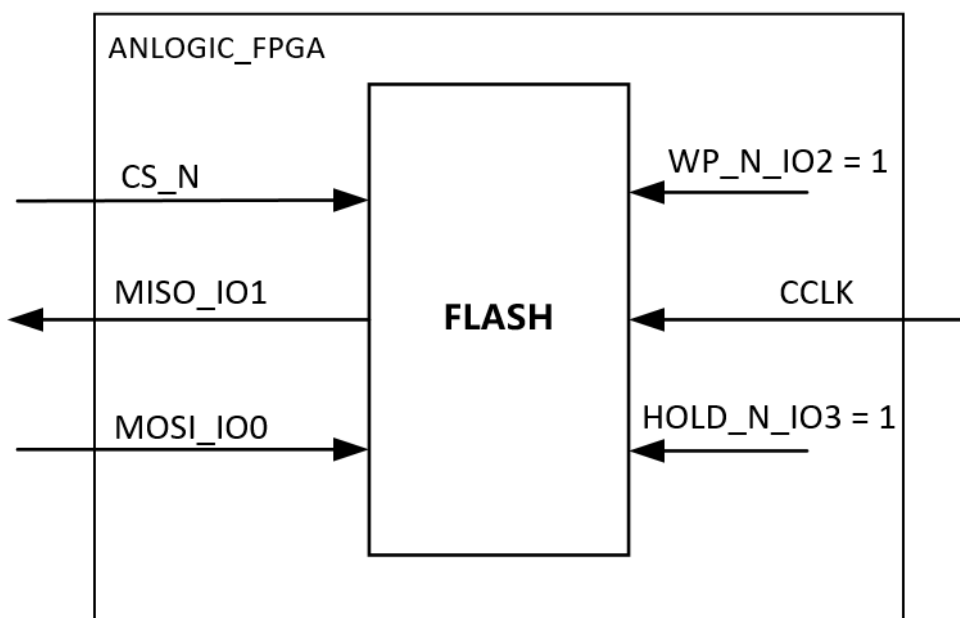 ANLOGIC_FPGA
CS_N
WP_N_IO2 = 1
MISO_IO1
FLASH
CCLK
MOSI_IO0
HOLD_N_IO3 = 1